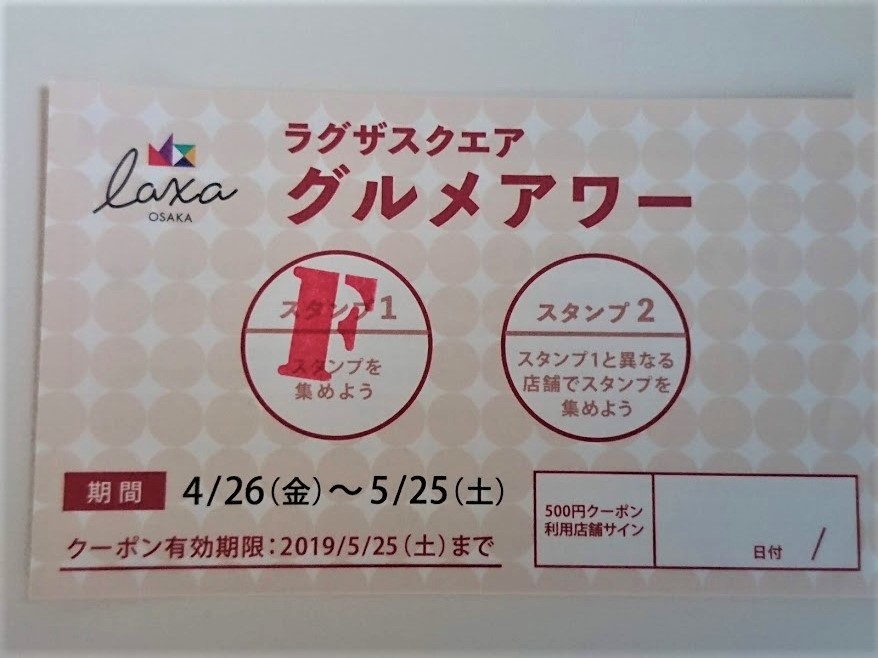 laxa
OSAKA
ラグザスクエア
グルメアワー
スタンプ1
スタンプを
集めよう
F
スタンプ2
スタンプ1と異なる
店舗でスタンプを
集めよう
期間 4/26(金)～5/25(土)
クーポン有効期限:2019/5/25(土)まで
500円クーポン
利用店舗サイン
日付 /